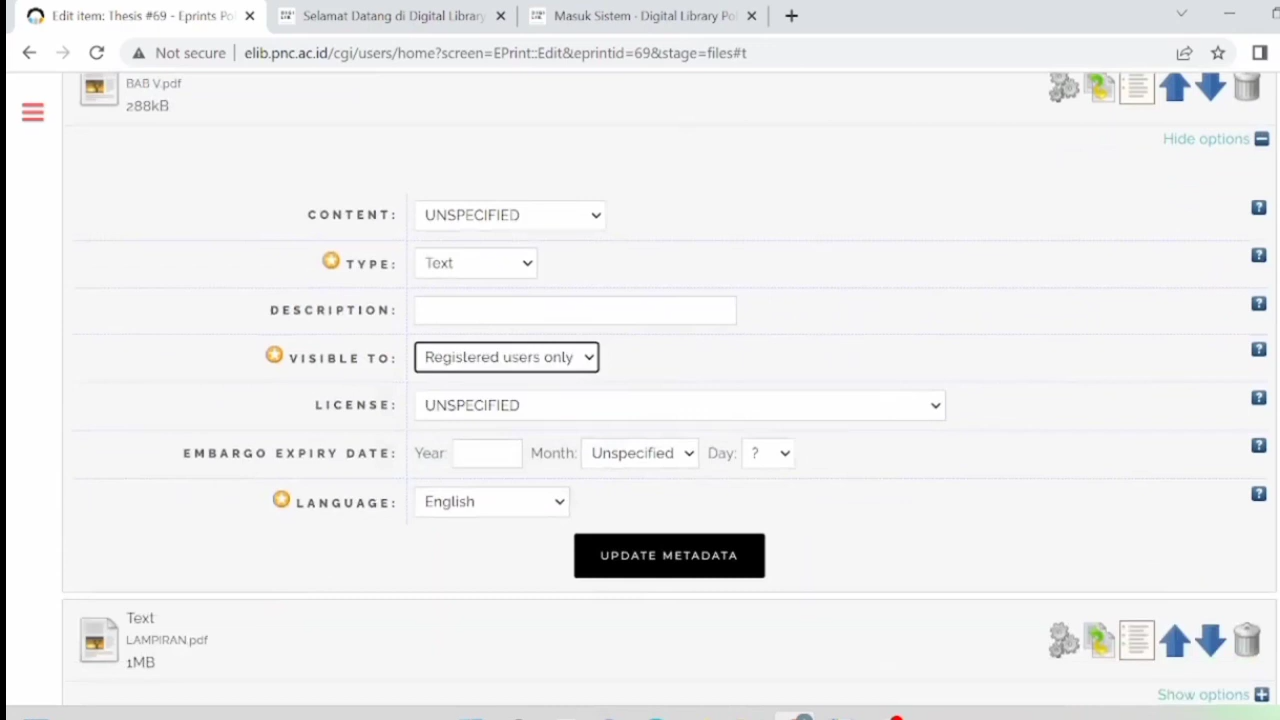 Edit item: Thesis #69 - Eprints Pol
Selamat Datang di Digital Library
Masuk Sistem · Digital Library Po
Not secure
elib.pnc.ac.id/cgi/users/home?screen=EPrint::Edit&eprintid=69&stage=files#t
BAB V.pdf
288kB
Hide options
CONTENT: UNSPECIFIED
TYPE: Text
DESCRIPTION:
VISIBLE TO: Registered users only
LICENSE: UNSPECIFIED
EMBARGO EXPIRY DATE: Year: Month: Unspecified Day: ?
LANGUAGE: English
UPDATE METADATA
Text
LAMPIRAN.pdf
1MB
Show options